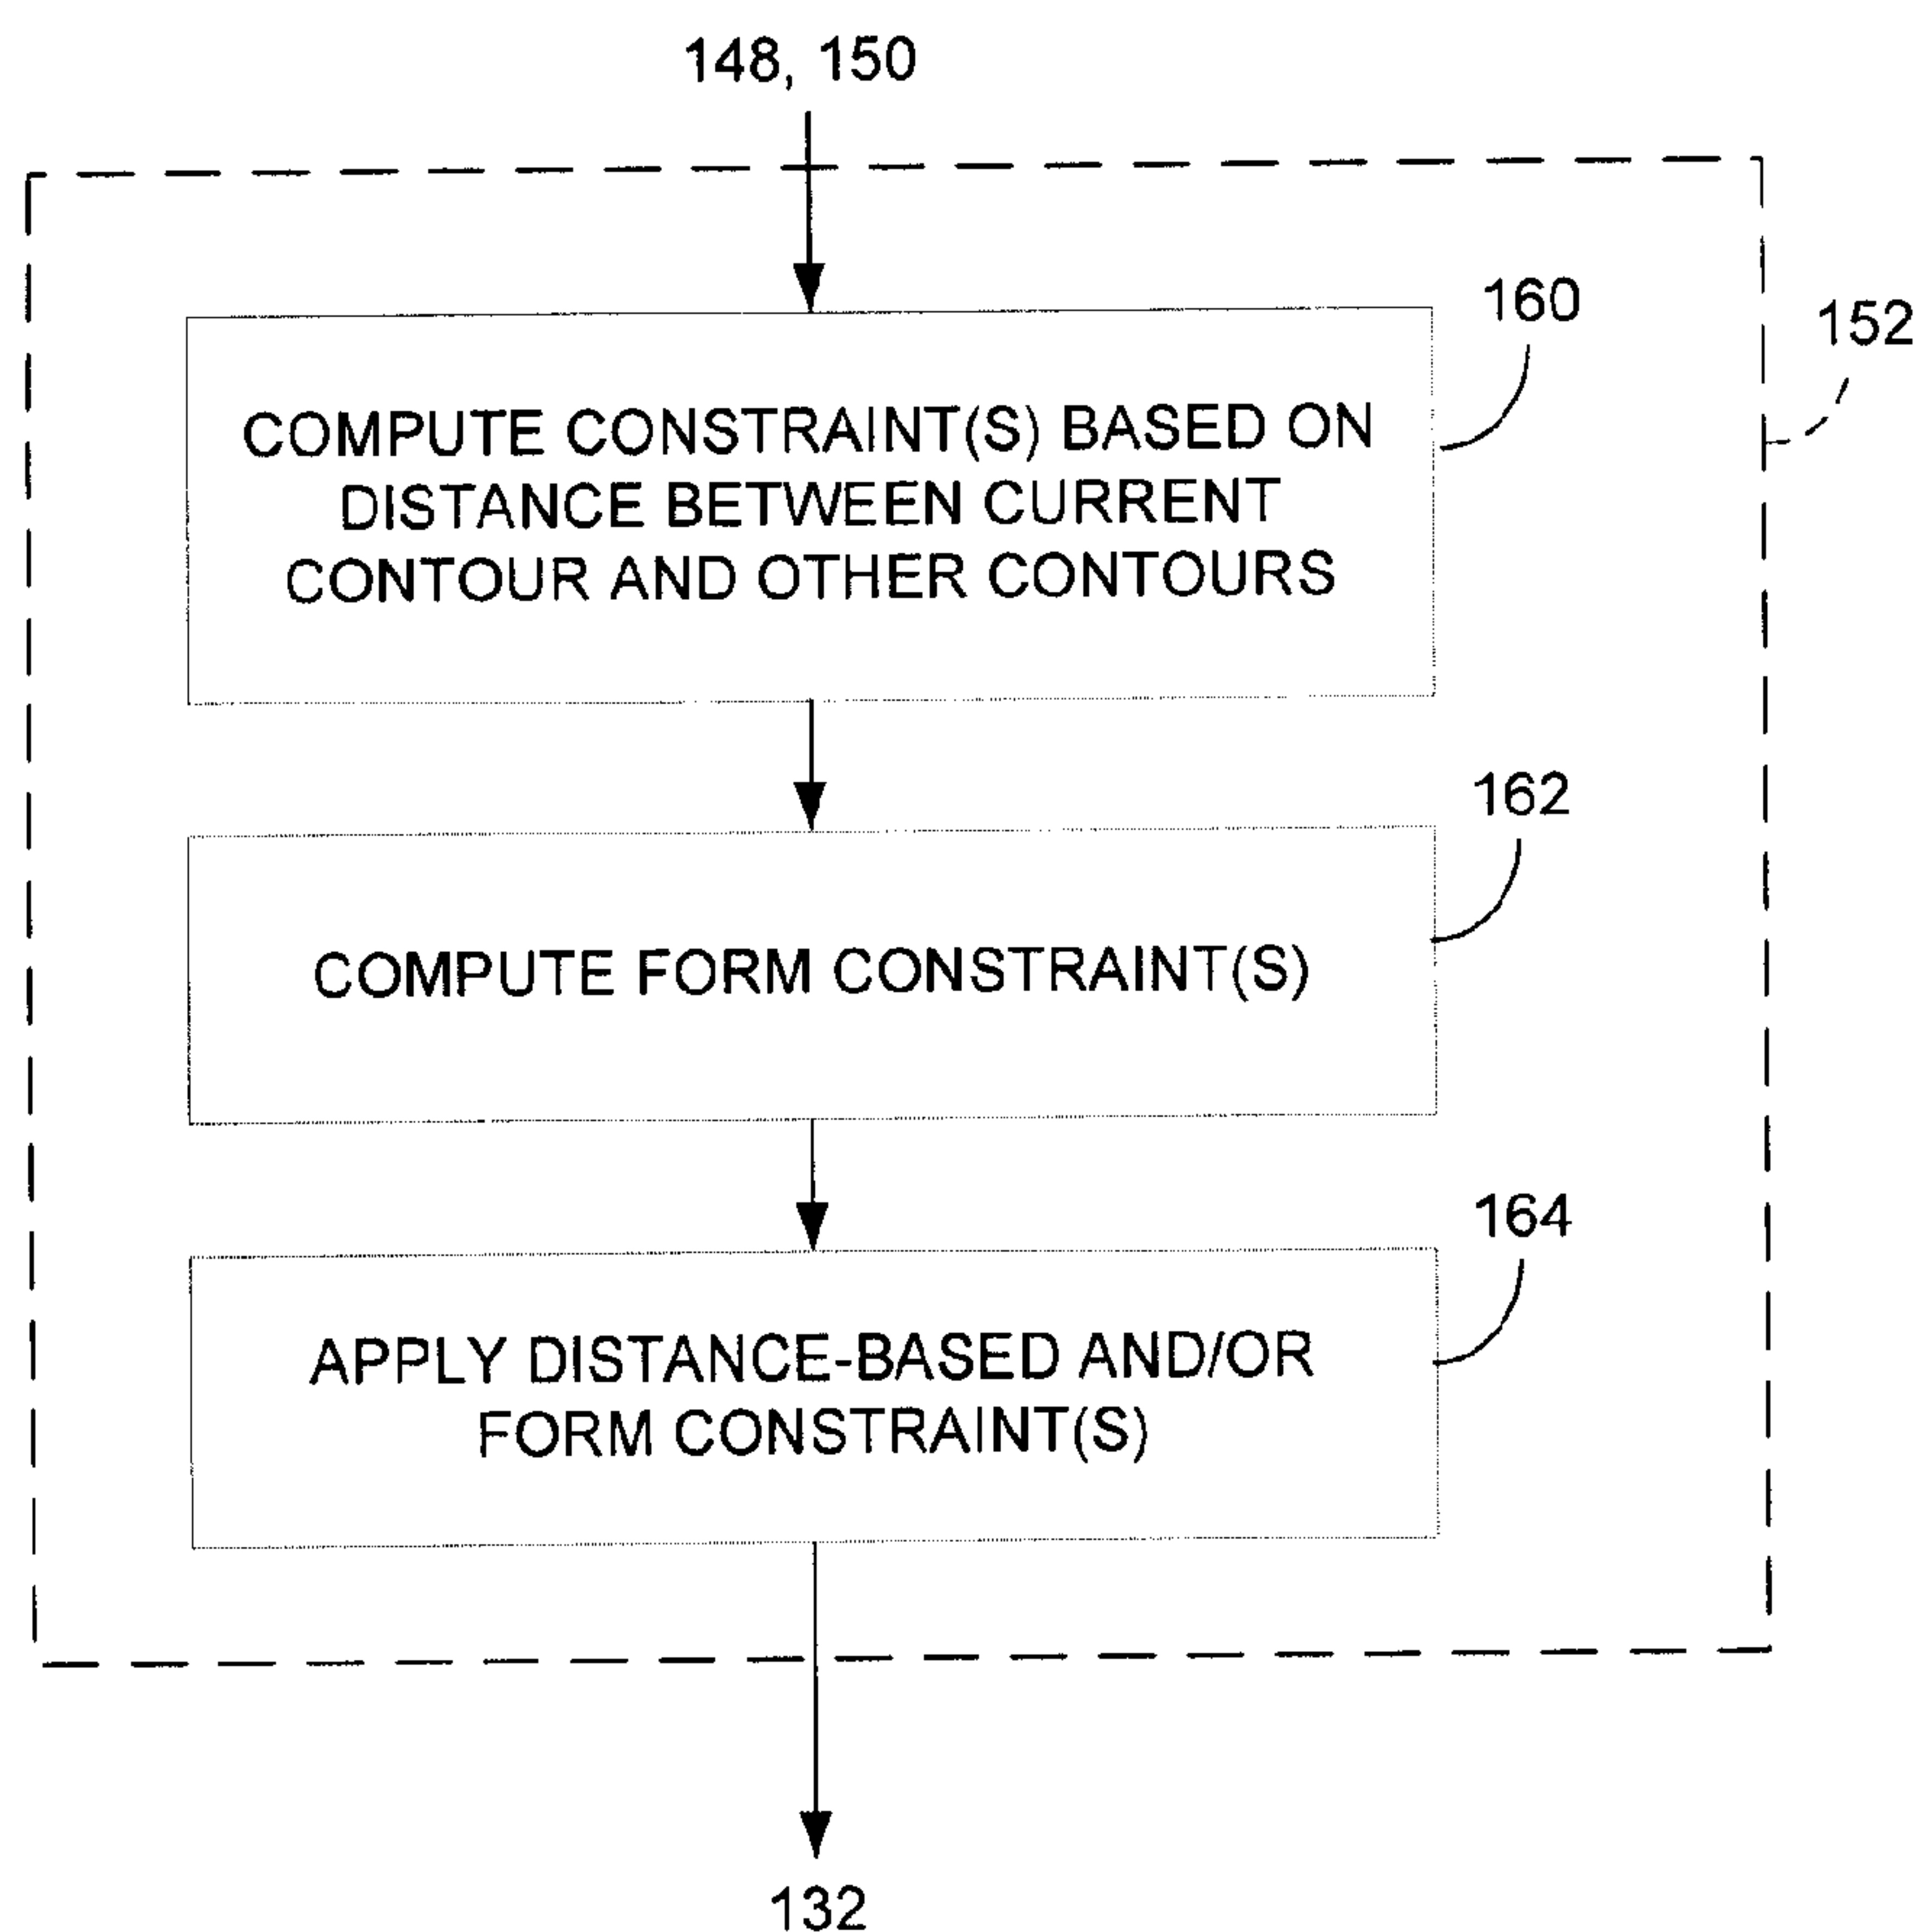 148, 150
160
152
COMPUTE CONSTRAINT(S) BASED ON
DISTANCE BETWEEN CURRENT
CONTOUR AND OTHER CONTOURS
162
COMPUTE FORM CONSTRAINT(S)
164
APPLY DISTANCE-BASED AND/OR
FORM CONSTRAINT(S)
132